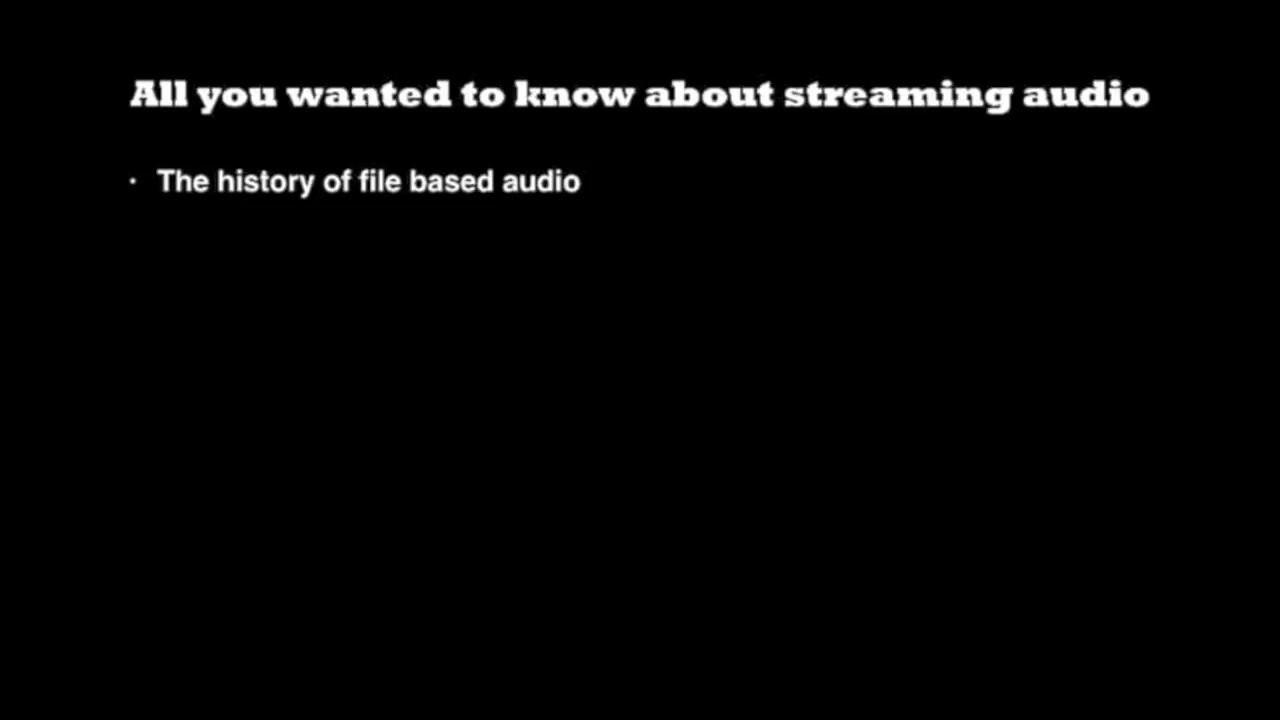 All you wanted to know about streaming audio
· The history of file based audio